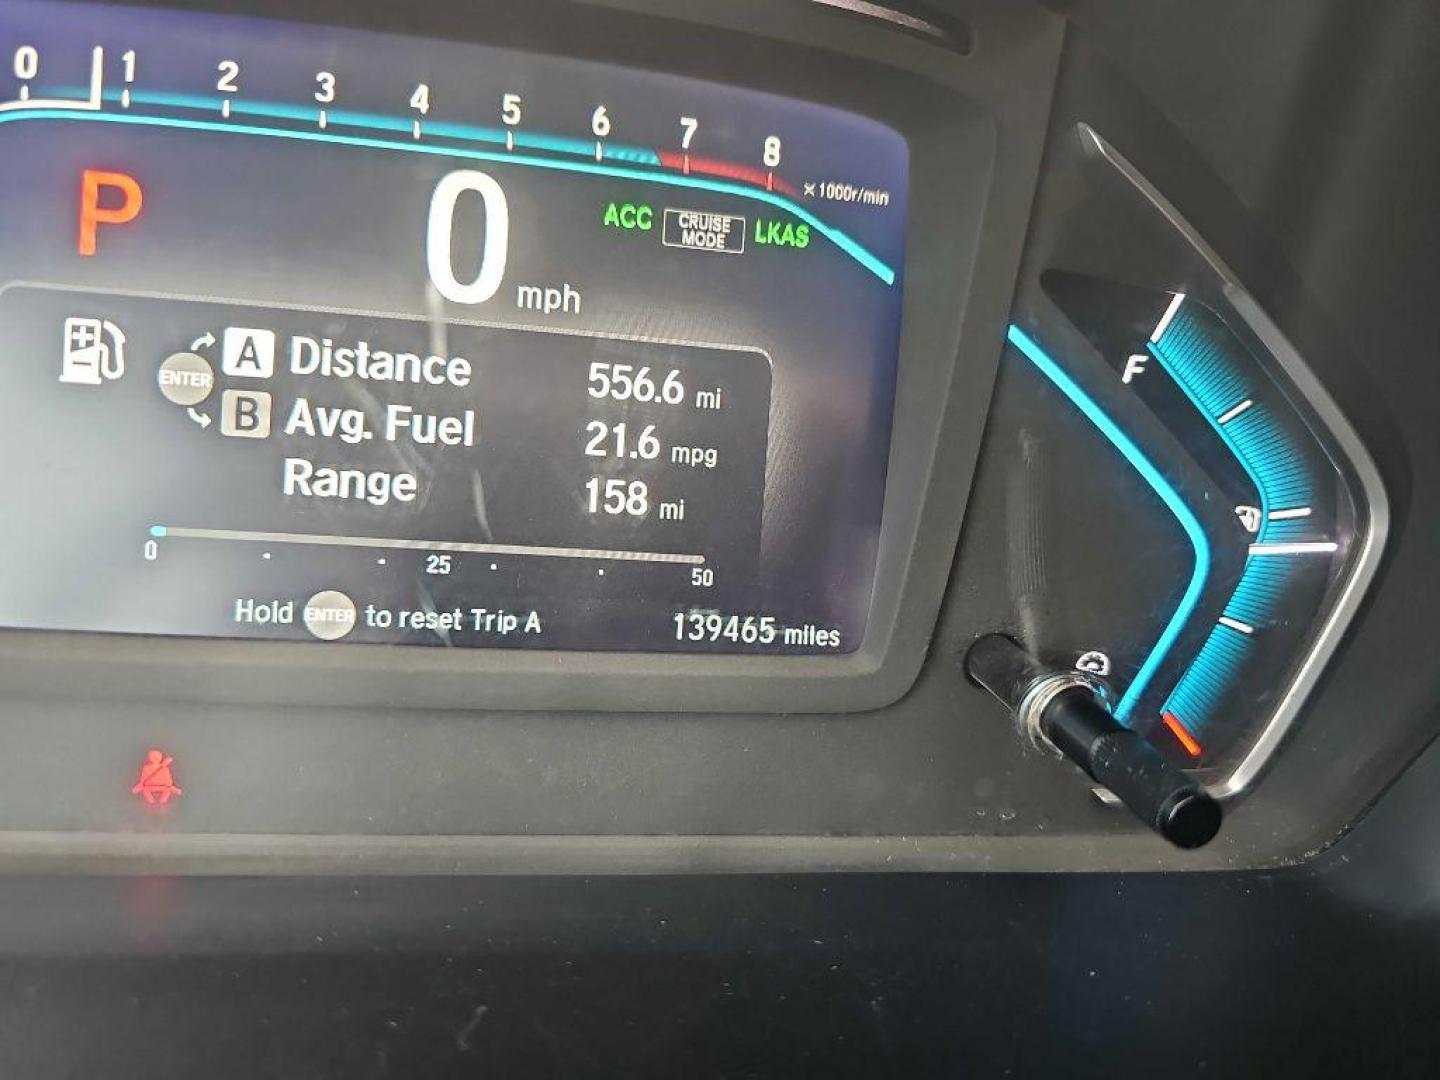 0 1 2 3 4 5 6 7 8
x 1000r/min
P 0 mph
ACC CRUISE MODE LKAS
A Distance 556.6 mi
ENTER
B Avg. Fuel 21.6 mpg
Range 158 mi
0 25 50
Hold ENTER to reset Trip A
139465 miles
F